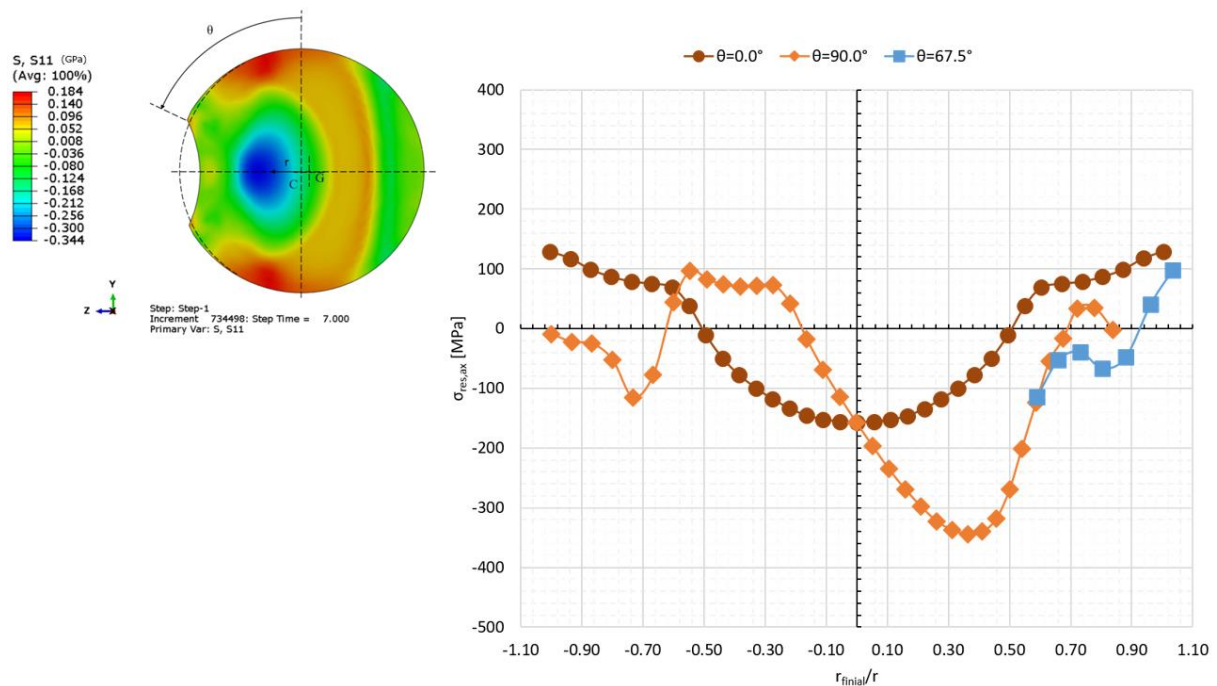 θ
S, S11 (GPa)
(Avg: 100%)
0.184
0.140
0.096
0.052
0.008
-0.036
-0.080
-0.124
-0.168
-0.212
-0.256
-0.300
-0.344
r
C
G
Y
Z
X
Step: Step-1
Increment 734498: Step Time = 7.000
Primary Var: S, S11
θ=0.0° θ=90.0° θ=67.5°
400
300
200
100
0
-100
-200
-300
-400
-500
σres,ax [MPa]
-1.10 -0.90 -0.70 -0.50 -0.30 -0.10 0.10 0.30 0.50 0.70 0.90 1.10
rfinial/r